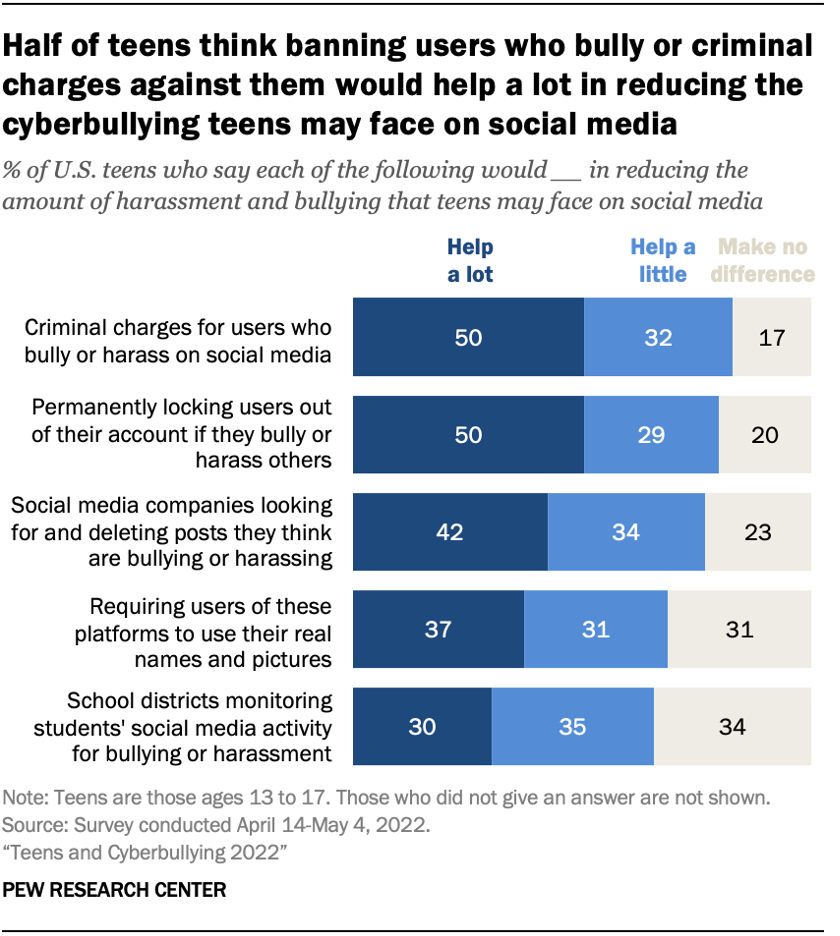 Half of teens think banning users who bully or criminal
charges against them would help a lot in reducing the
cyberbullying teens may face on social media
% of U.S. teens who say each of the following would __ in reducing the
amount of harassment and bullying that teens may face on social media
Help
a lot
Help a
little
Make no
difference
Criminal charges for users who
bully or harass on social media
50
32
17
Permanently locking users out
of their account if they bully or
harass others
50
29
20
Social media companies looking
for and deleting posts they think
are bullying or harassing
42
34
23
Requiring users of these
platforms to use their real
names and pictures
37
31
31
School districts monitoring
students' social media activity
for bullying or harassment
30
35
34
Note: Teens are those ages 13 to 17. Those who did not give an answer are not shown.
Source: Survey conducted April 14-May 4, 2022.
“Teens and Cyberbullying 2022”
PEW RESEARCH CENTER